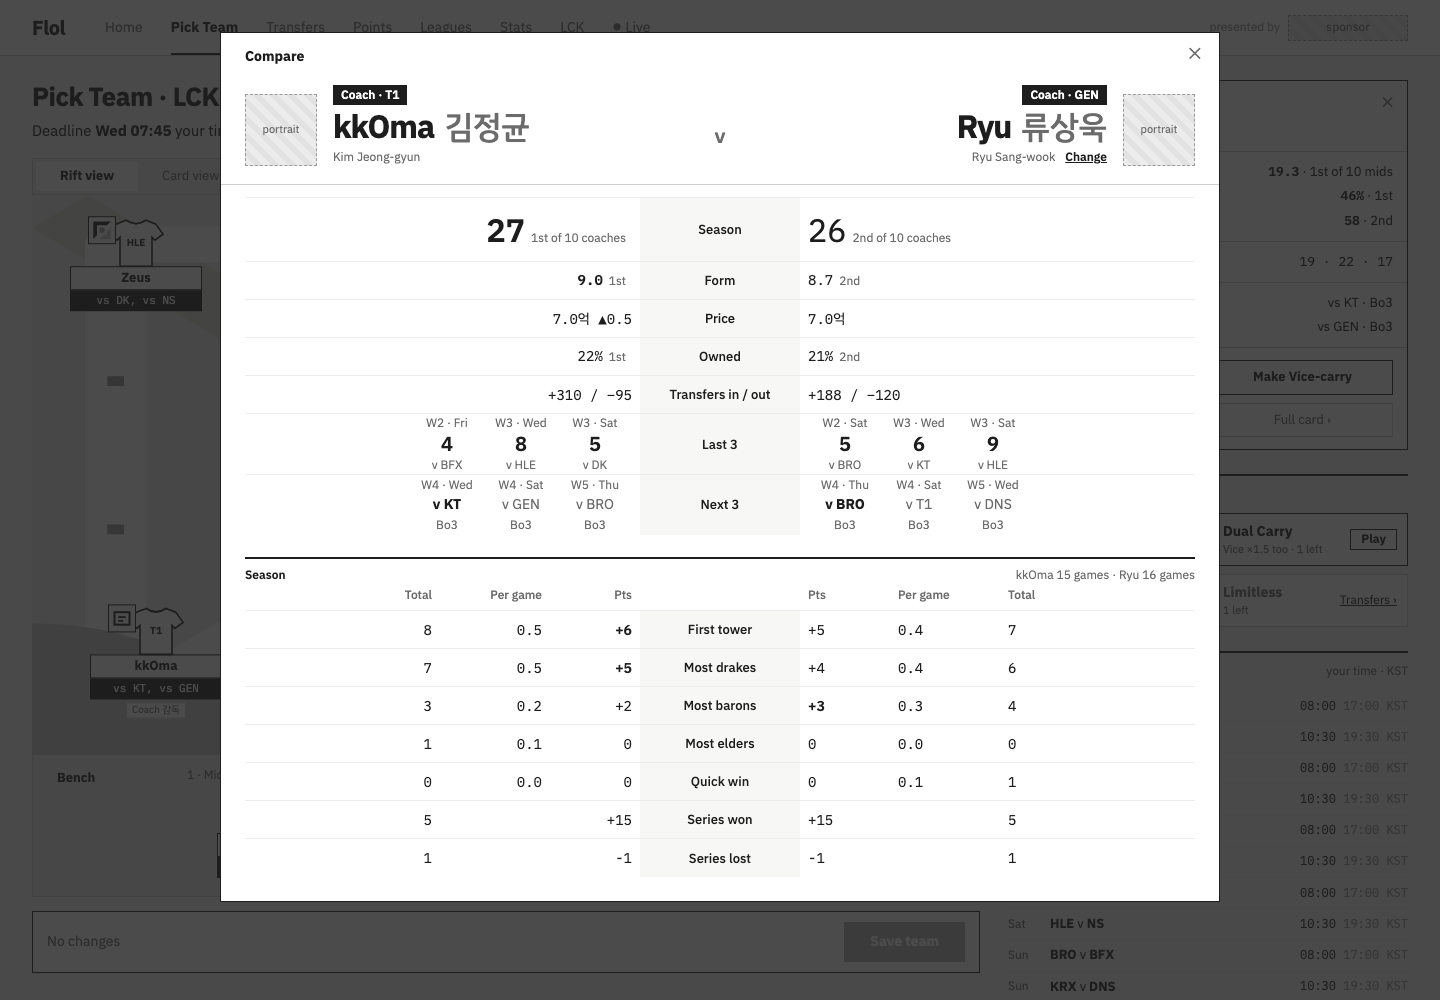 Flol Home Pick Team Transfers Points Leagues Stats LCK Live presented by sponsor
Compare
Pick Team · LCK
Deadline Wed 07:45 your
Rift view Card view
portrait
Coach · T1
kkOma 김정균
Kim Jeong-gyun
v
Coach · GEN
Ryu 류상욱
Ryu Sang-wook Change
portrait
27 1st of 10 coaches Season 26 2nd of 10 coaches
9.0 1st Form 8.7 2nd
7.0억 ▲0.5 Price 7.0억
22% 1st Owned 21% 2nd
+310 / −95 Transfers in / out +188 / −120
W2 · Fri W3 · Wed W3 · Sat W2 · Sat W3 · Wed W3 · Sat
4 8 5 Last 3 5 6 9
v BFX v HLE v DK v BRO v KT v HLE
W4 · Wed W4 · Sat W5 · Thu W4 · Thu W4 · Sat W5 · Wed
v KT v GEN v BRO Next 3 v BRO v T1 v DNS
Bo3 Bo3 Bo3 Bo3 Bo3 Bo3
Season kkOma 15 games · Ryu 16 games
Total Per game Pts Pts Per game Total
8 0.5 +6 First tower +5 0.4 7
7 0.5 +5 Most drakes +4 0.4 6
3 0.2 +2 Most barons +3 0.3 4
1 0.1 0 Most elders 0 0.0 0
0 0.0 0 Quick win 0 0.1 1
5 +15 Series won +15 5
1 -1 Series lost -1 1
HLE
Zeus
vs DK, vs NS
T1
kkOma
vs KT, vs GEN
Coach 김독
Bench
No changes Save team
19.3 · 1st of 10 mids
46% · 1st
58 · 2nd
19 · 22 · 17
vs KT · Bo3
vs GEN · Bo3
Make Vice-carry
Full card ›
Dual Carry
Vice ×1.5 too · 1 left
Play
Limitless
1 left
Transfers ›
your time · KST
08:00 17:00 KST
10:30 19:30 KST
08:00 17:00 KST
10:30 19:30 KST
08:00 17:00 KST
10:30 19:30 KST
08:00 17:00 KST
Sat HLE v NS 10:30 19:30 KST
Sun BRO v BFX 08:00 17:00 KST
Sun KRX v DNS 10:30 19:30 KST